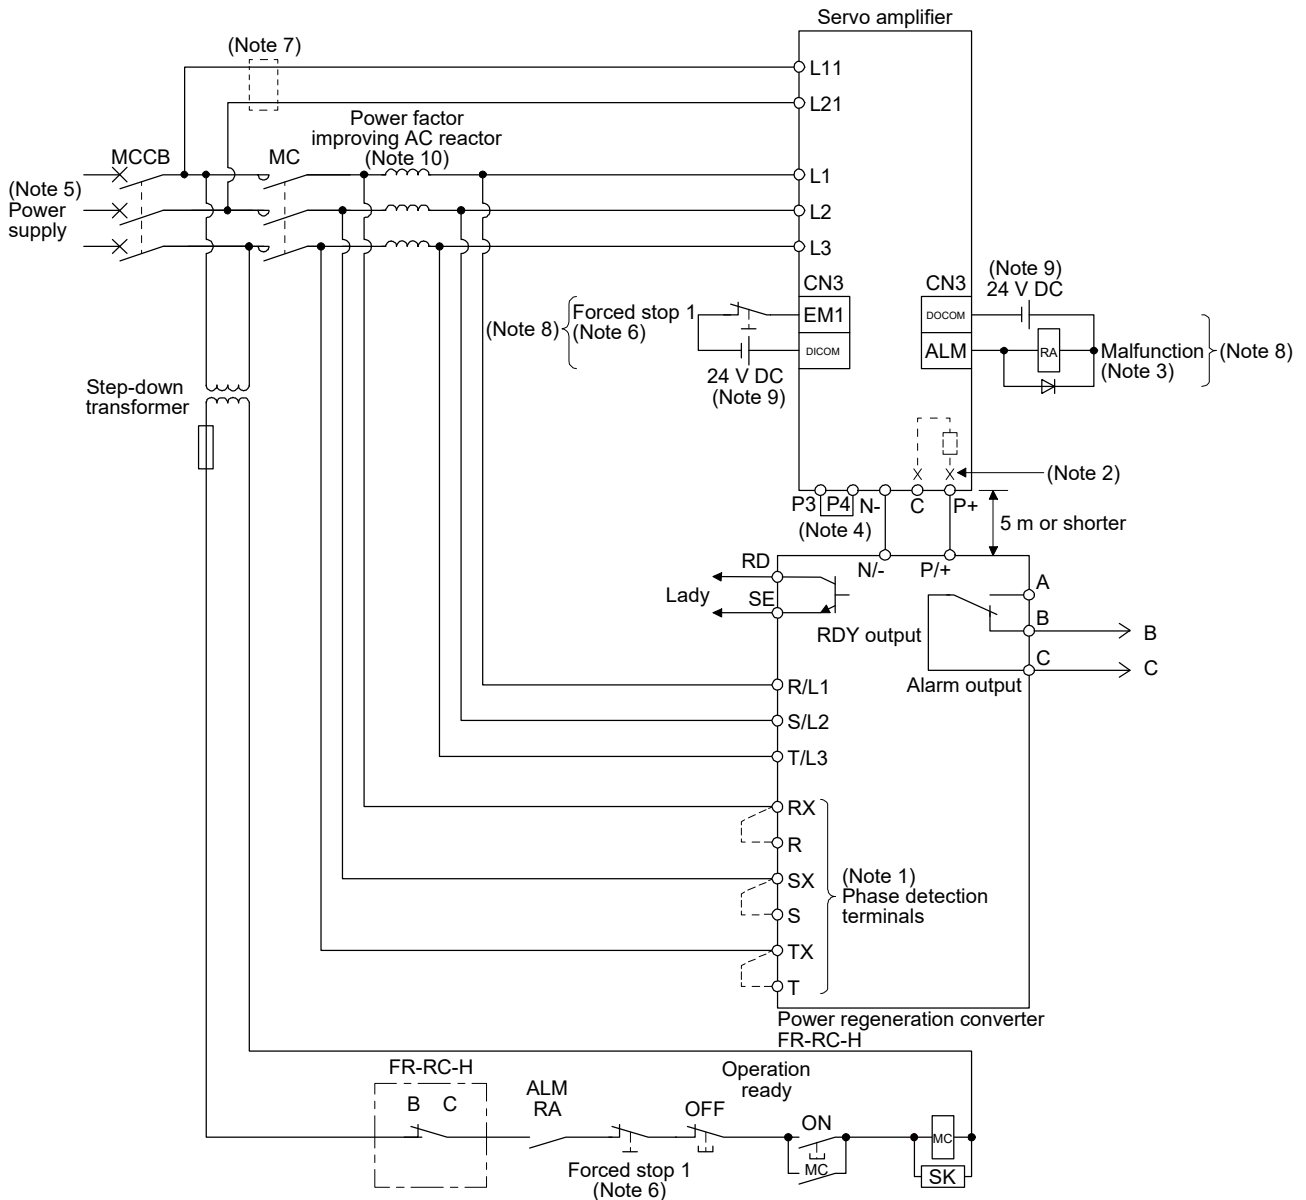 Servo amplifier
(Note 7)
L11
L21
Power factor
improving AC reactor
(Note 10)
MCCB
MC
(Note 5)
Power
supply
L1
L2
L3
CN3
CN3
(Note 9)
24 V DC
(Note 8)
Forced stop 1
(Note 6)
EM1
DICOM
24 V DC
(Note 9)
DOCOM
ALM
RA
Malfunction
(Note 3)
(Note 8)
Step-down
transformer
(Note 2)
P3
P4
N-
C
P+
(Note 4)
5 m or shorter
N/-
P/+
RD
Lady
SE
RDY output
A
B
B
C
C
Alarm output
R/L1
S/L2
T/L3
RX
R
SX
S
TX
T
(Note 1)
Phase detection
terminals
Power regeneration converter
FR-RC-H
FR-RC-H
B C
ALM
RA
Forced stop 1
(Note 6)
OFF
Operation
ready
ON
MC
MC
SK